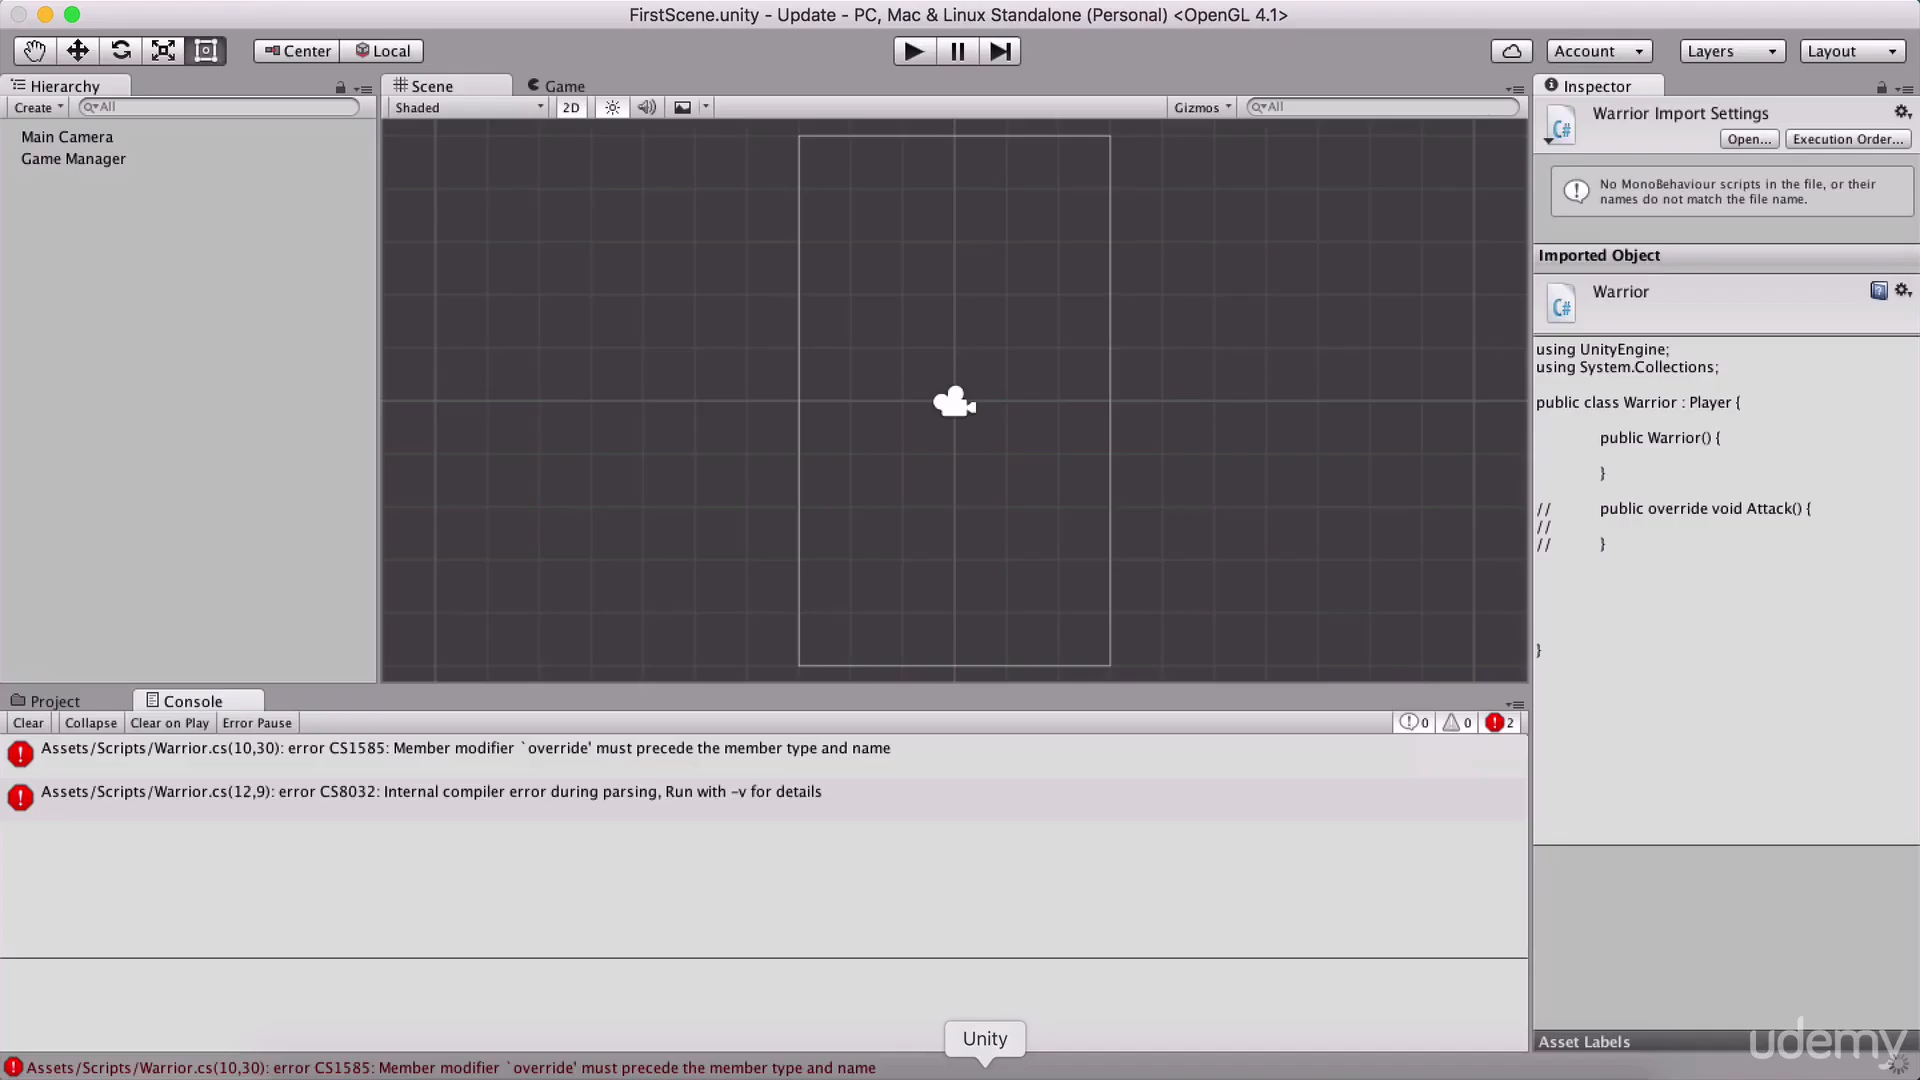 FirstScene.unity - Update - PC, Mac & Linux Standalone (Personal) <OpenGL 4.1>
Center
Local
Account
Layers
Layout
Hierarchy
Create
All
Main Camera
Game Manager
Scene
Game
Shaded
2D
Gizmos
All
Inspector
Warrior Import Settings
Open...
Execution Order...
No MonoBehaviour scripts in the file, or their
names do not match the file name.
Imported Object
Warrior
using UnityEngine;
using System.Collections;
public class Warrior : Player {
public Warrior() {
}
// public override void Attack() {
//
// }
}
Project
Console
Clear
Collapse
Clear on Play
Error Pause
0
0
2
Assets/Scripts/Warrior.cs(10,30): error CS1585: Member modifier `override' must precede the member type and name
Assets/Scripts/Warrior.cs(12,9): error CS8032: Internal compiler error during parsing, Run with -v for details
Unity
Asset Labels
udemy
Assets/Scripts/Warrior.cs(10,30): error CS1585: Member modifier `override' must precede the member type and name